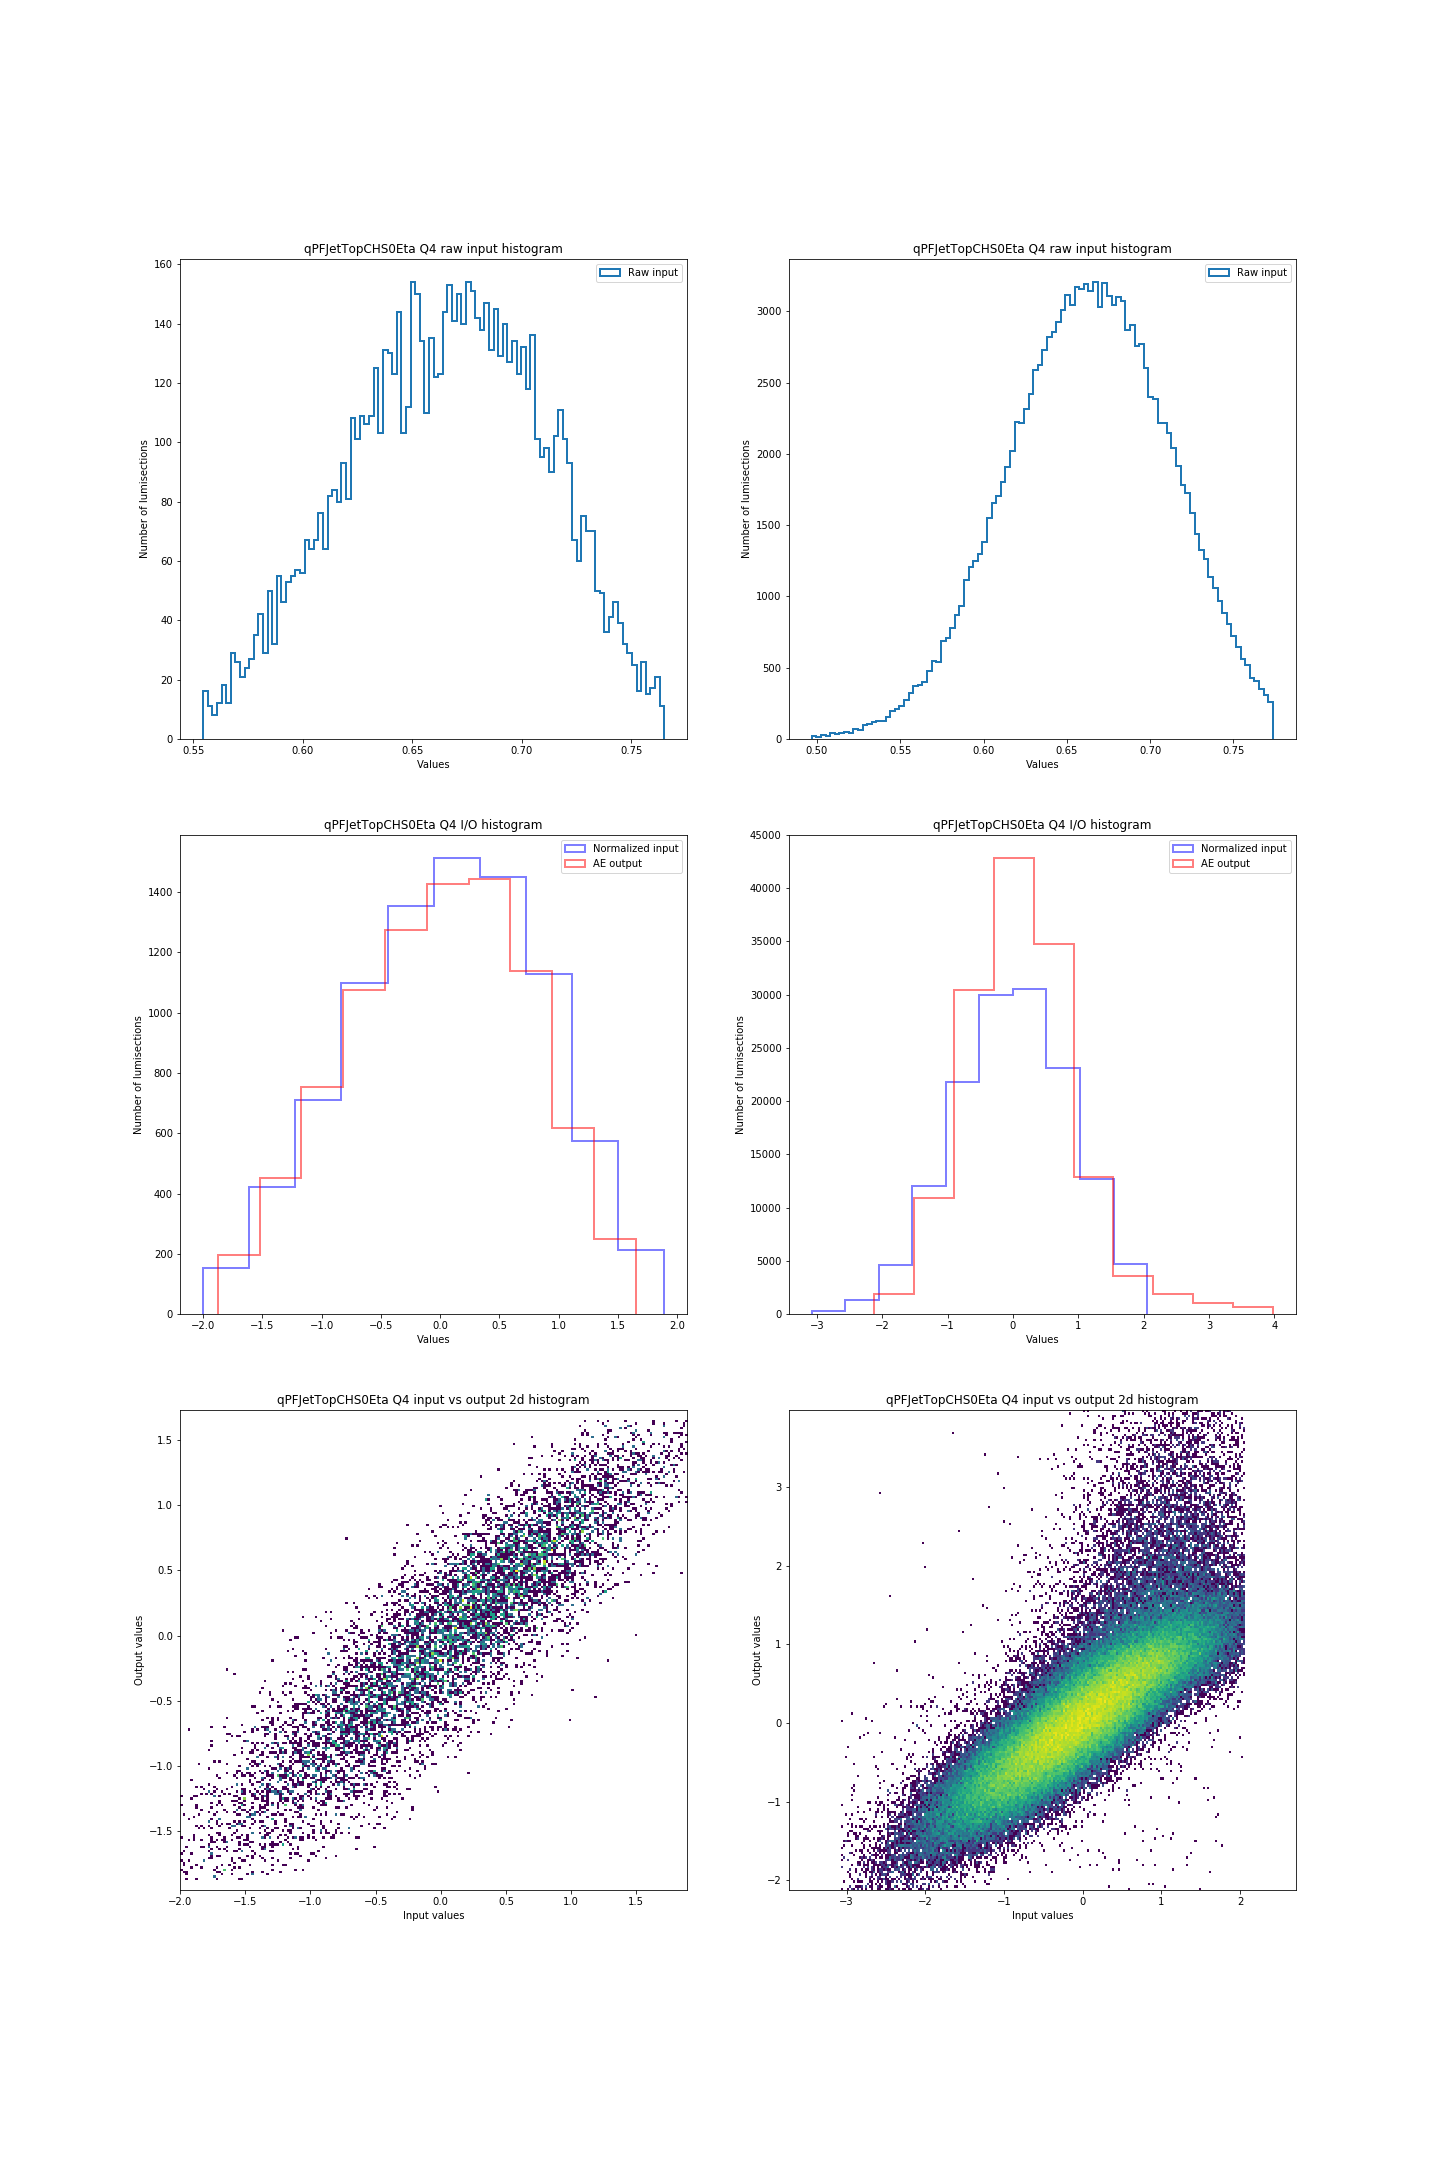 qPFJetTopCHS0Eta Q4 raw input histogram
Raw input
160
140
120
100
80
60
40
20
0
Number of lumisections
0.55 0.60 0.65 0.70 0.75
Values
qPFJetTopCHS0Eta Q4 raw input histogram
Raw input
3000
2500
2000
1500
1000
500
0
Number of lumisections
0.50 0.55 0.60 0.65 0.70 0.75
Values
qPFJetTopCHS0Eta Q4 I/O histogram
Normalized input
AE output
1400
1200
1000
800
600
400
200
0
Number of lumisections
−2.0 −1.5 −1.0 −0.5 0.0 0.5 1.0 1.5 2.0
Values
qPFJetTopCHS0Eta Q4 I/O histogram
Normalized input
AE output
45000
40000
35000
30000
25000
20000
15000
10000
5000
0
Number of lumisections
−3 −2 −1 0 1 2 3 4
Values
qPFJetTopCHS0Eta Q4 input vs output 2d histogram
1.5
1.0
0.5
0.0
−0.5
−1.0
−1.5
Output values
−2.0 −1.5 −1.0 −0.5 0.0 0.5 1.0 1.5
Input values
qPFJetTopCHS0Eta Q4 input vs output 2d histogram
3
2
1
0
−1
−2
Output values
−3 −2 −1 0 1 2
Input values